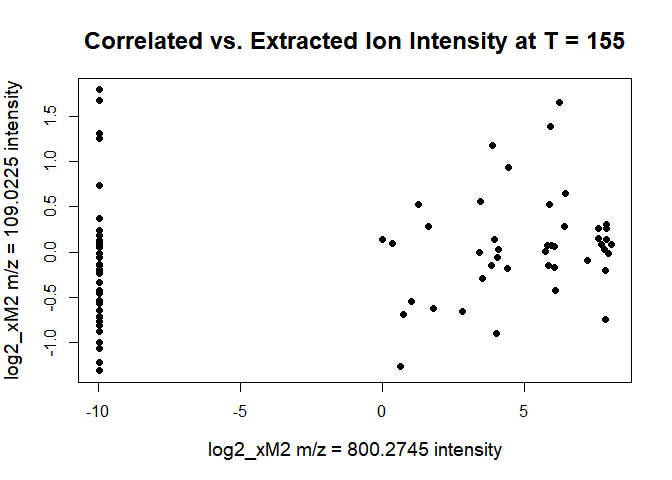 Correlated vs. Extracted Ion Intensity at T = 155
log2_xM2 m/z = 109.0225 intensity
1.5
1.0
0.5
0.0
-0.5
-1.0
-10 -5 0 5
log2_xM2 m/z = 800.2745 intensity